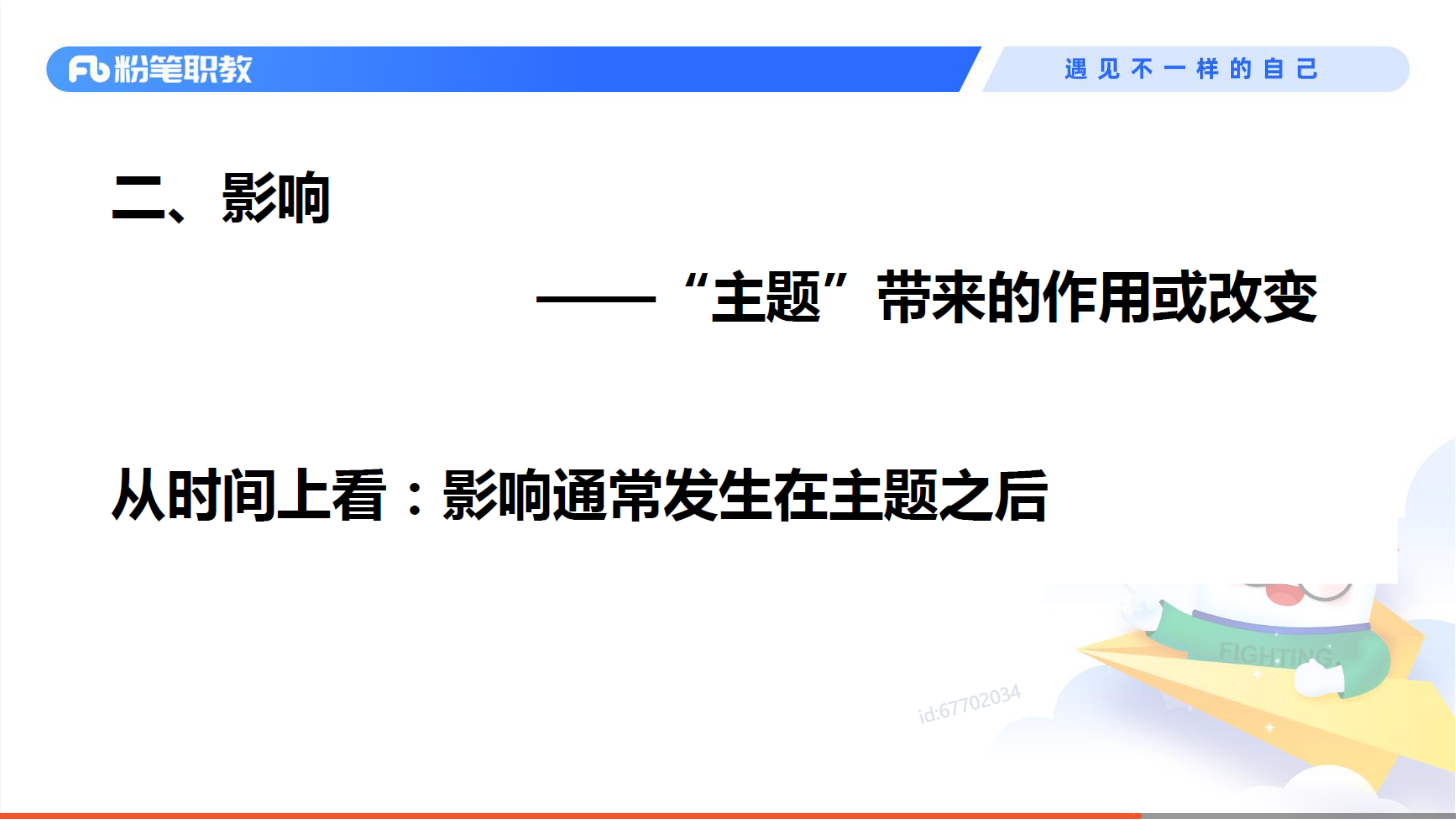 粉笔职教
遇见不一样的自己
二、影响
——“主题”带来的作用或改变
从时间上看：影响通常发生在主题之后
FIGHTING
id:67702034